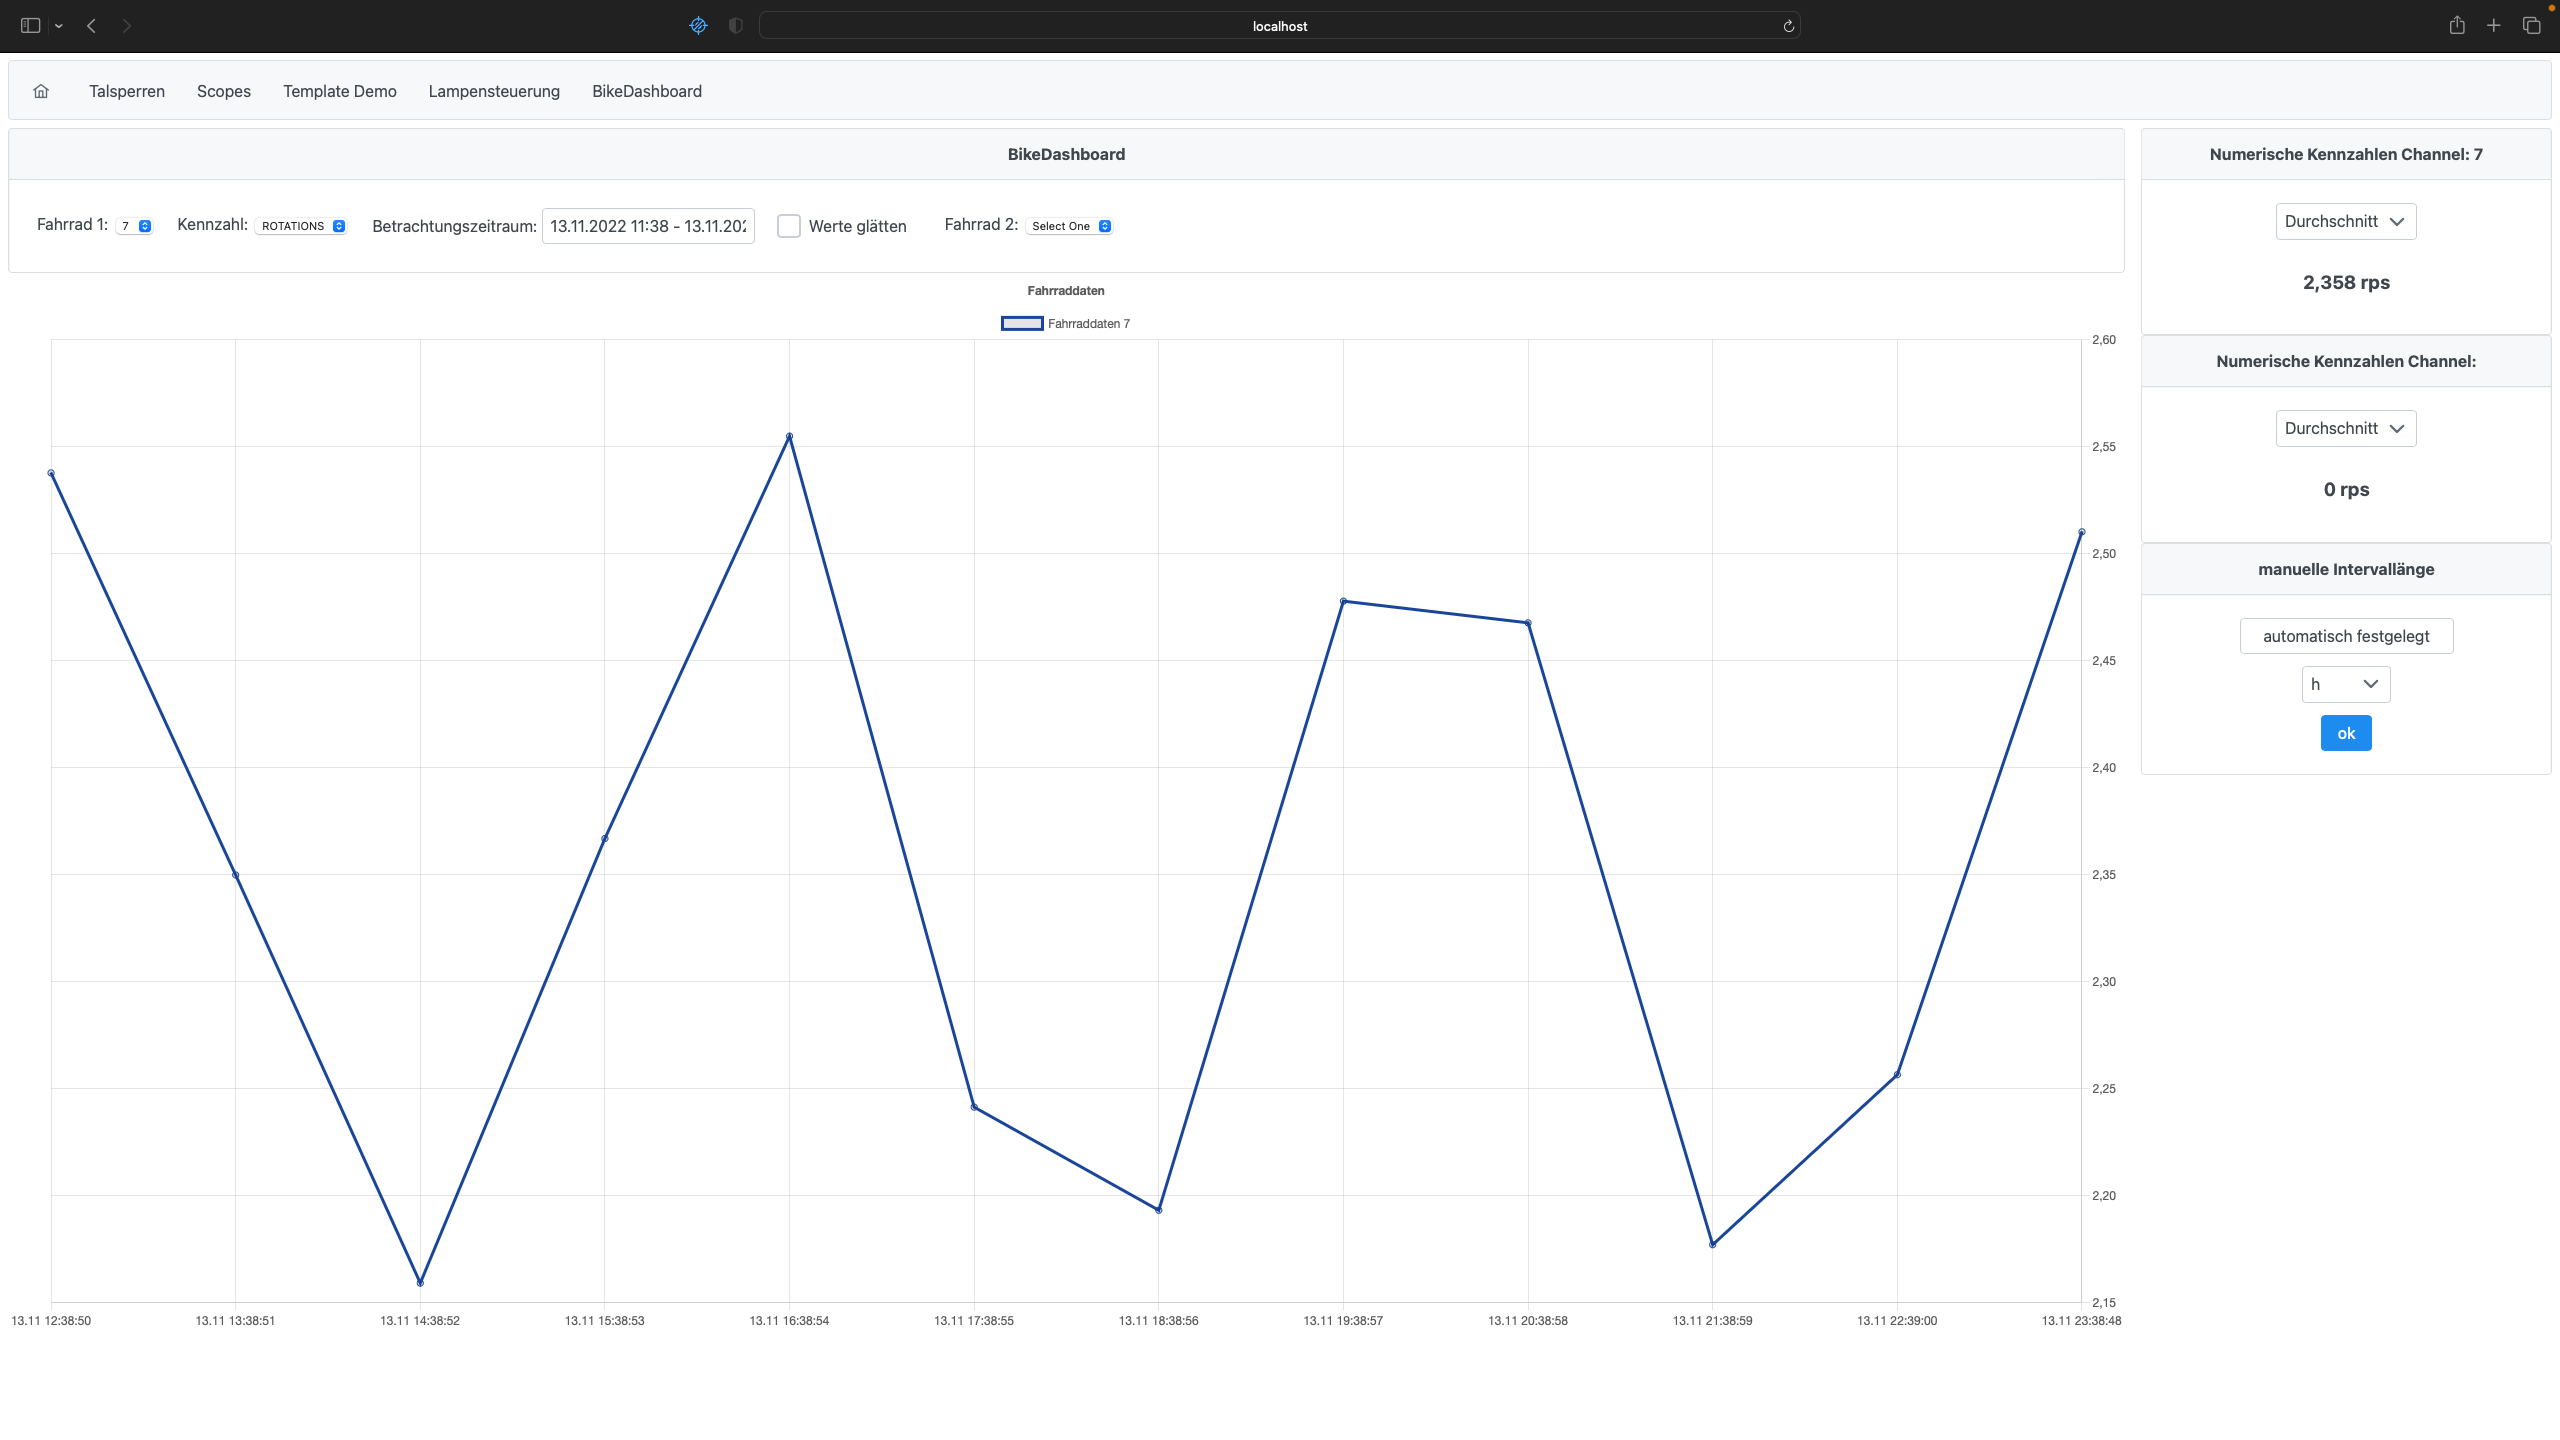 localhost
Talsperren Scopes Template Demo Lampensteuerung BikeDashboard
BikeDashboard
Fahrrad 1: 7 Kennzahl: ROTATIONS Betrachtungszeitraum: 13.11.2022 11:38 - 13.11.202 Werte glätten Fahrrad 2: Select One
Fahrraddaten
Fahrraddaten 7
2,60
2,55
2,50
2,45
2,40
2,35
2,30
2,25
2,20
2,15
13.11 12:38:50 13.11 13:38:51 13.11 14:38:52 13.11 15:38:53 13.11 16:38:54 13.11 17:38:55 13.11 18:38:56 13.11 19:38:57 13.11 20:38:58 13.11 21:38:59 13.11 22:39:00 13.11 23:38:48
Numerische Kennzahlen Channel: 7
Durchschnitt
2,358 rps
Numerische Kennzahlen Channel:
Durchschnitt
0 rps
manuelle Intervallänge
automatisch festgelegt
h
ok